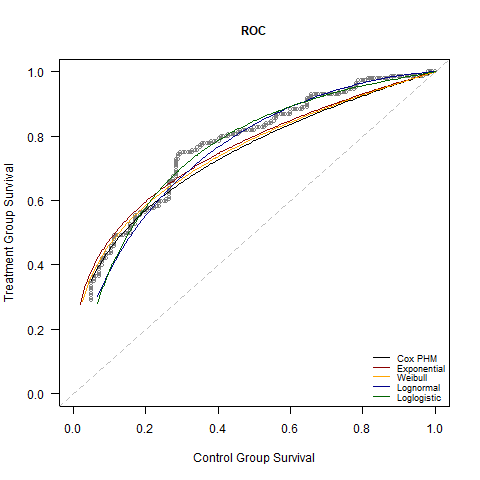 ROC
Treatment Group Survival
1.0
0.8
0.6
0.4
0.2
0.0
Cox PHM
Exponential
Weibull
Lognormal
Loglogistic
0.0 0.2 0.4 0.6 0.8 1.0
Control Group Survival